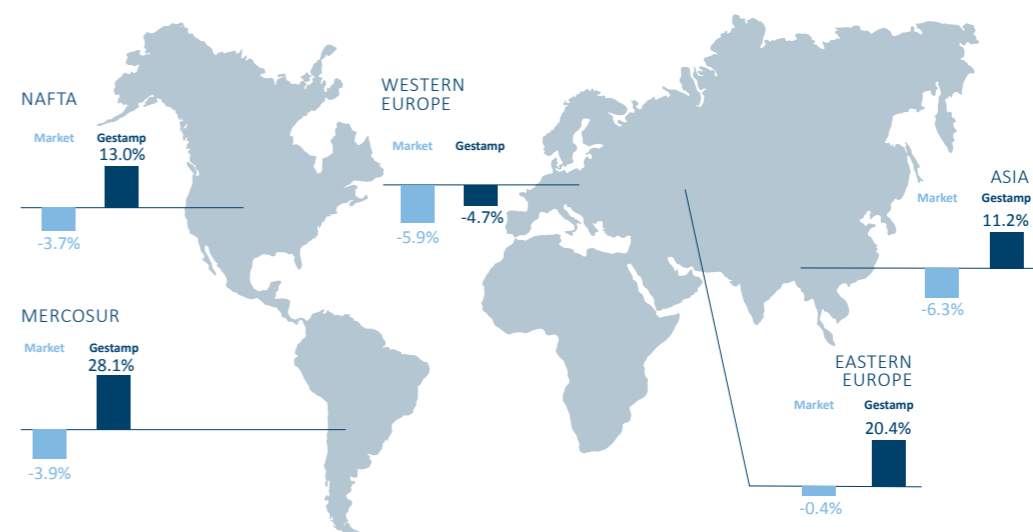 NAFTA
Market Gestamp
13.0%
-3.7%
WESTERN
EUROPE
Market Gestamp
-5.9% -4.7%
ASIA
Market Gestamp
11.2%
-6.3%
MERCOSUR
Market Gestamp
28.1%
-3.9%
EASTERN
EUROPE
Market Gestamp
20.4%
-0.4%